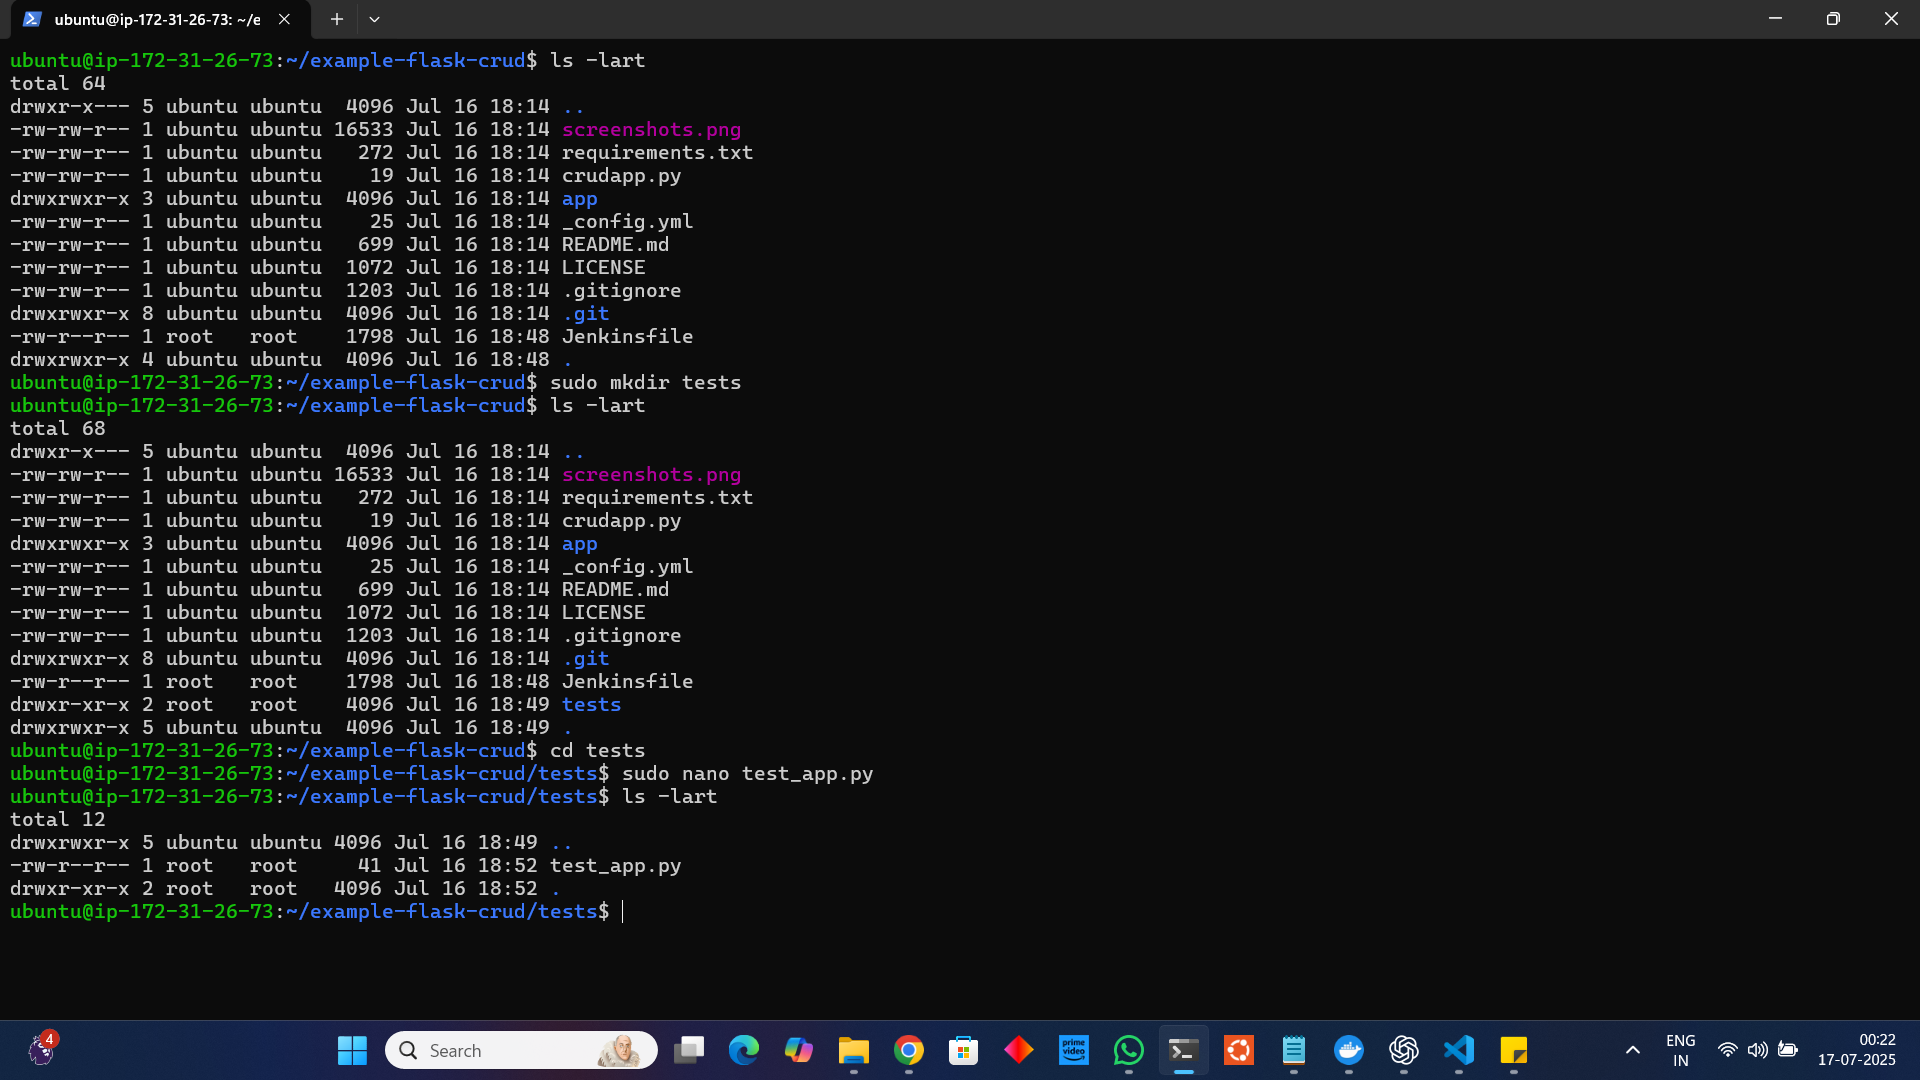 ubuntu@ip-172-31-26-73: ~/e
ubuntu@ip-172-31-26-73:~/example-flask-crud$ ls -lart
total 64
drwxr-x--- 5 ubuntu ubuntu  4096 Jul 16 18:14 ..
-rw-rw-r-- 1 ubuntu ubuntu 16533 Jul 16 18:14 screenshots.png
-rw-rw-r-- 1 ubuntu ubuntu   272 Jul 16 18:14 requirements.txt
-rw-rw-r-- 1 ubuntu ubuntu    19 Jul 16 18:14 crudapp.py
drwxrwxr-x 3 ubuntu ubuntu  4096 Jul 16 18:14 app
-rw-rw-r-- 1 ubuntu ubuntu    25 Jul 16 18:14 _config.yml
-rw-rw-r-- 1 ubuntu ubuntu   699 Jul 16 18:14 README.md
-rw-rw-r-- 1 ubuntu ubuntu  1072 Jul 16 18:14 LICENSE
-rw-rw-r-- 1 ubuntu ubuntu  1203 Jul 16 18:14 .gitignore
drwxrwxr-x 8 ubuntu ubuntu  4096 Jul 16 18:14 .git
-rw-r--r-- 1 root   root    1798 Jul 16 18:48 Jenkinsfile
drwxrwxr-x 4 ubuntu ubuntu  4096 Jul 16 18:48 .
ubuntu@ip-172-31-26-73:~/example-flask-crud$ sudo mkdir tests
ubuntu@ip-172-31-26-73:~/example-flask-crud$ ls -lart
total 68
drwxr-x--- 5 ubuntu ubuntu  4096 Jul 16 18:14 ..
-rw-rw-r-- 1 ubuntu ubuntu 16533 Jul 16 18:14 screenshots.png
-rw-rw-r-- 1 ubuntu ubuntu   272 Jul 16 18:14 requirements.txt
-rw-rw-r-- 1 ubuntu ubuntu    19 Jul 16 18:14 crudapp.py
drwxrwxr-x 3 ubuntu ubuntu  4096 Jul 16 18:14 app
-rw-rw-r-- 1 ubuntu ubuntu    25 Jul 16 18:14 _config.yml
-rw-rw-r-- 1 ubuntu ubuntu   699 Jul 16 18:14 README.md
-rw-rw-r-- 1 ubuntu ubuntu  1072 Jul 16 18:14 LICENSE
-rw-rw-r-- 1 ubuntu ubuntu  1203 Jul 16 18:14 .gitignore
drwxrwxr-x 8 ubuntu ubuntu  4096 Jul 16 18:14 .git
-rw-r--r-- 1 root   root    1798 Jul 16 18:48 Jenkinsfile
drwxr-xr-x 2 root   root    4096 Jul 16 18:49 tests
drwxrwxr-x 5 ubuntu ubuntu  4096 Jul 16 18:49 .
ubuntu@ip-172-31-26-73:~/example-flask-crud$ cd tests
ubuntu@ip-172-31-26-73:~/example-flask-crud/tests$ sudo nano test_app.py
ubuntu@ip-172-31-26-73:~/example-flask-crud/tests$ ls -lart
total 12
drwxrwxr-x 5 ubuntu ubuntu 4096 Jul 16 18:49 ..
-rw-r--r-- 1 root   root     41 Jul 16 18:52 test_app.py
drwxr-xr-x 2 root   root   4096 Jul 16 18:52 .
ubuntu@ip-172-31-26-73:~/example-flask-crud/tests$
4
Search
prime video
ENG
IN
00:22
17-07-2025